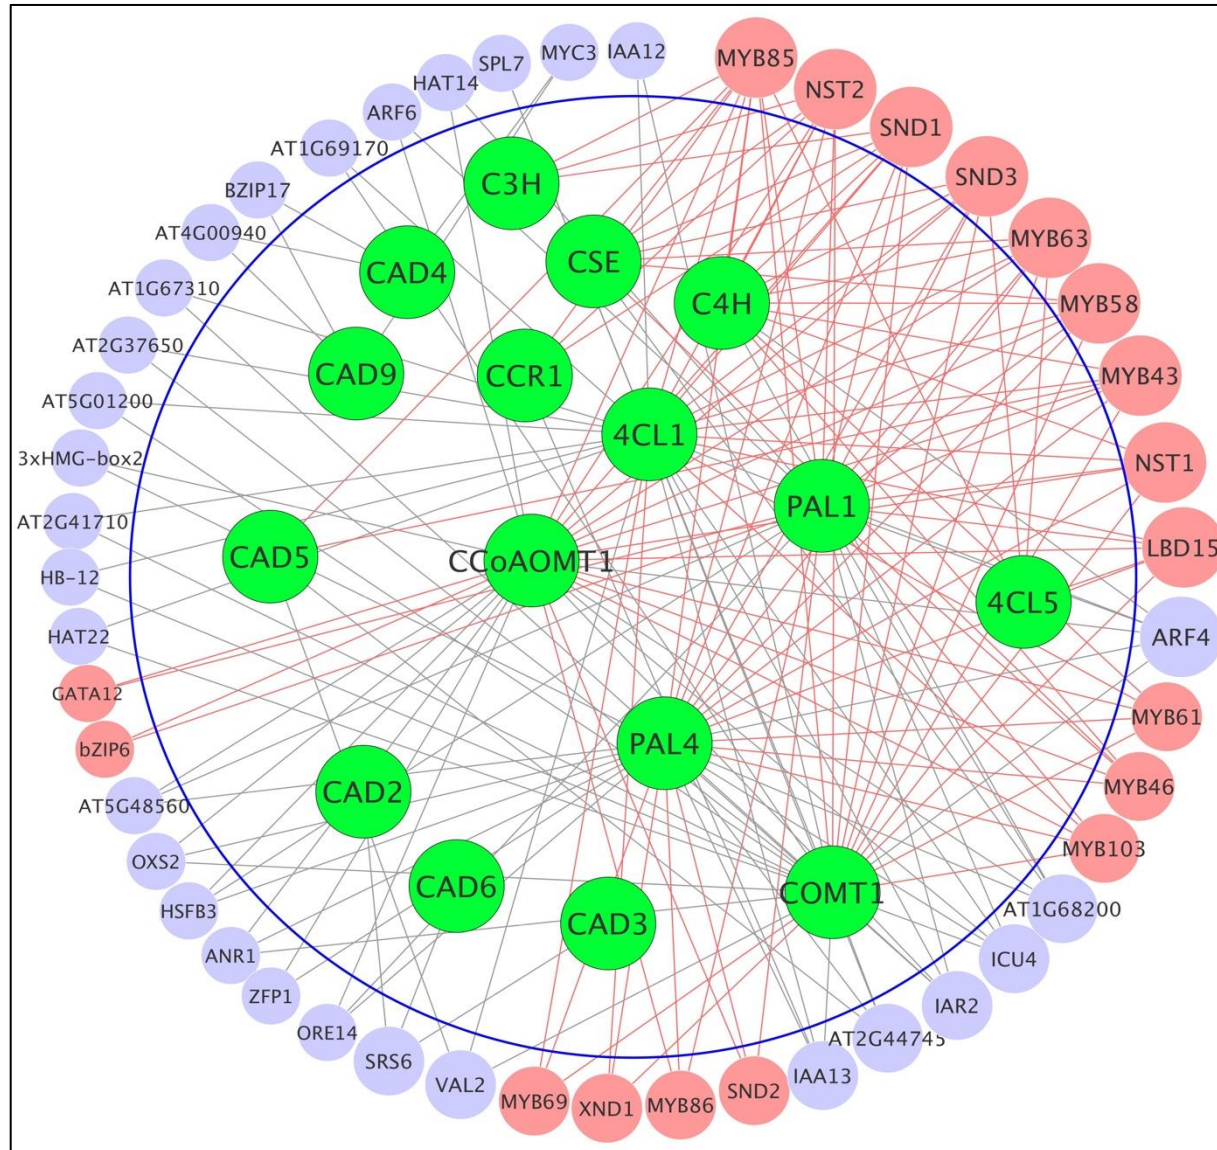 IAA12
MYC3
SPL7
HAT14
ARF6
AT1G69170
BZIP17
AT4G00940
AT1G67310
AT2G37650
AT5G01200
3xHMG-box2
AT2G41710
HB-12
HAT22
GATA12
bZIP6
AT5G48560
OXS2
HSFB3
ANR1
ZFP1
ORE14
SRS6
VAL2
MYB69
XND1
MYB86
SND2
IAA13
AT2G44745
IAR2
ICU4
AT1G68200
MYB103
MYB46
MYB61
ARF4
LBD15
NST1
MYB43
MYB58
MYB63
SND3
SND1
NST2
MYB85
C3H
CSE
CAD4
C4H
CAD9
CCR1
4CL1
PAL1
CAD5
CCoAOMT1
4CL5
PAL4
CAD2
CAD6
CAD3
COMT1